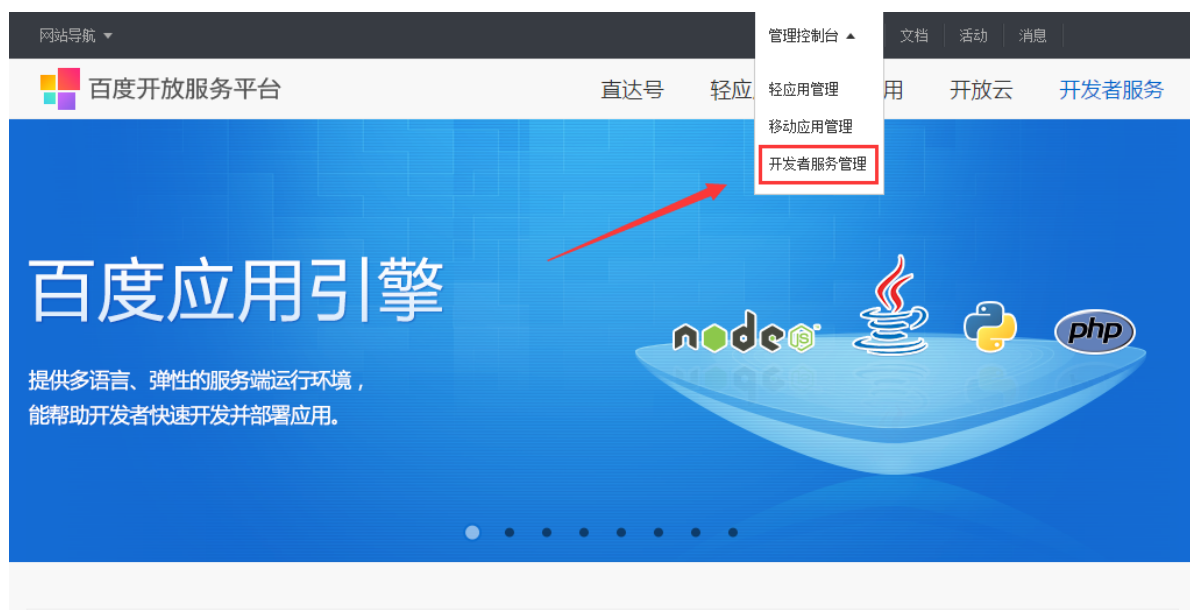 网站导航
管理控制台
文档
活动
消息
百度开放服务平台
直达号
轻应
用
开放云
开发者服务
轻应用管理
移动应用管理
开发者服务管理
百度应用引擎
提供多语言、弹性的服务端运行环境，
能帮助开发者快速开发并部署应用。
node
JS
php